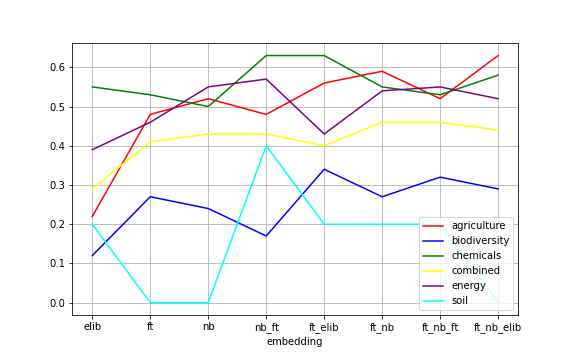 0.6
0.5
0.4
0.3
0.2
0.1
0.0
agriculture
biodiversity
chemicals
combined
energy
soil
elib ft nb nb_ft ft_elib ft_nb ft_nb_ft ft_nb_elib
embedding